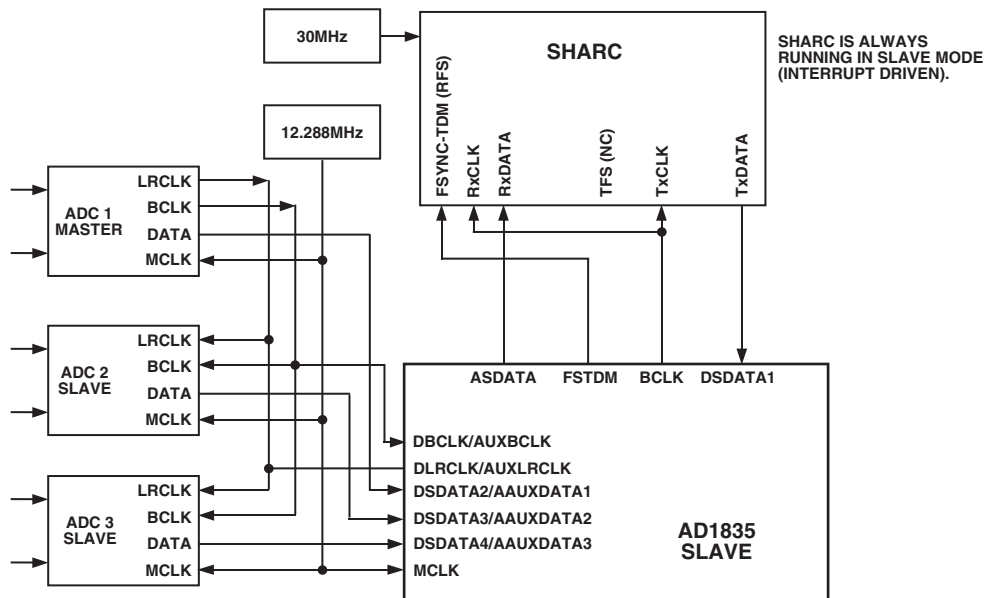 30MHz
SHARC
SHARC IS ALWAYS
RUNNING IN SLAVE MODE
(INTERRUPT DRIVEN).
FSYNC-TDM (RFS)
RxCLK
RxDATA
TFS (NC)
TxCLK
TxDATA
12.288MHz
ADC 1
MASTER
LRCLK
BCLK
DATA
MCLK
ADC 2
SLAVE
LRCLK
BCLK
DATA
MCLK
ADC 3
SLAVE
LRCLK
BCLK
DATA
MCLK
ASDATA FSTDM BCLK DSDATA1
DBCLK/AUXBCLK
DLRCLK/AUXLRCLK
DSDATA2/AAUXDATA1
DSDATA3/AAUXDATA2
DSDATA4/AAUXDATA3
MCLK
AD1835
SLAVE